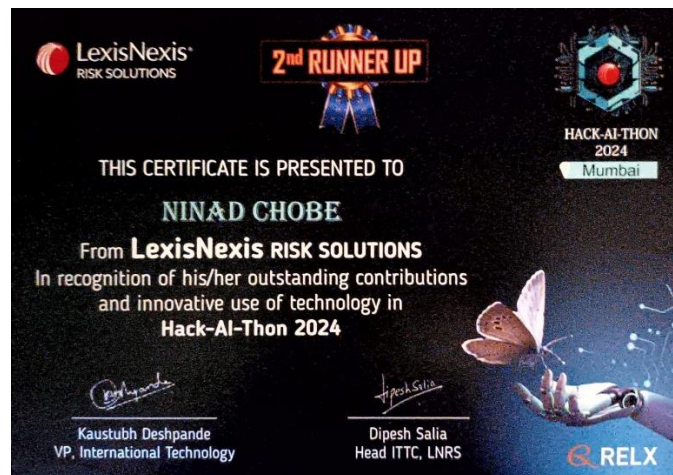 LexisNexis®
RISK SOLUTIONS
2nd RUNNER UP
HACK-AI-THON
2024
Mumbai
THIS CERTIFICATE IS PRESENTED TO
NINAD CHOBE
From LexisNexis RISK SOLUTIONS
In recognition of his/her outstanding contributions
and innovative use of technology in
Hack-AI-Thon 2024
Kaustubh Deshpande
VP, International Technology
Dipesh Salia
Head ITTC, LNRS
RELX